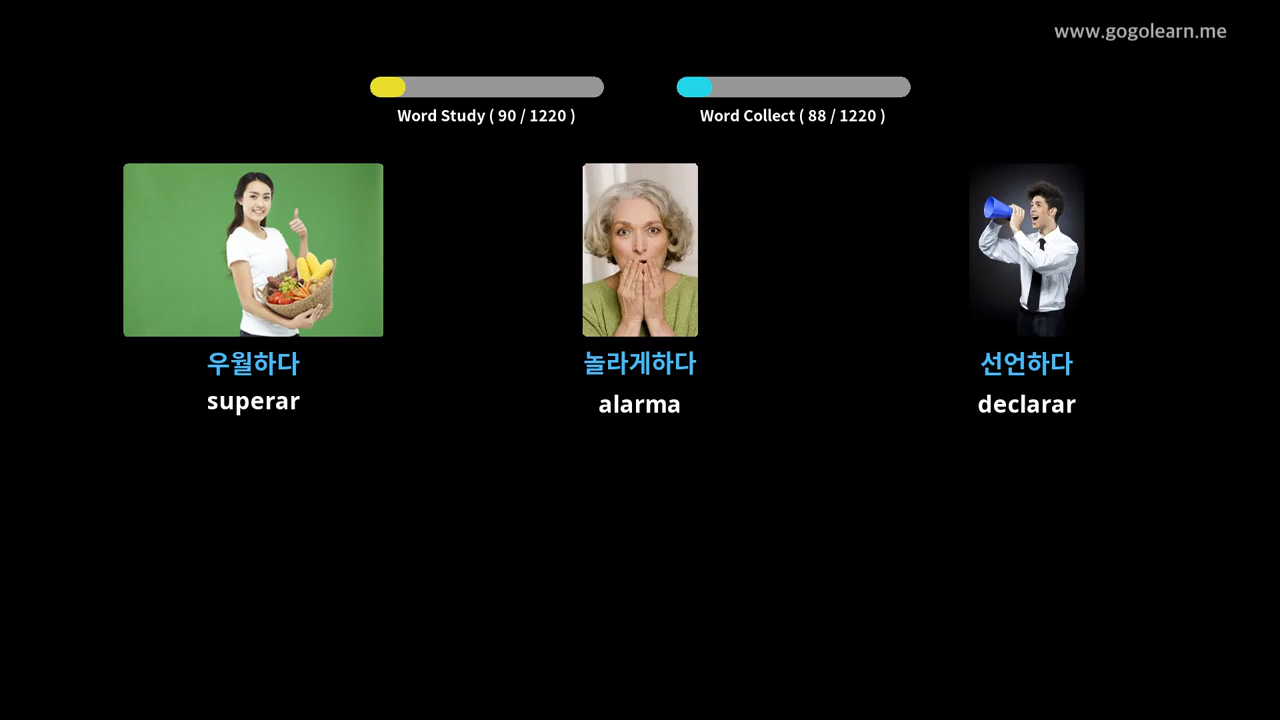 www.gogolearn.me
Word Study ( 90 / 1220 )
Word Collect ( 88 / 1220 )
우월하다
놀라게하다
선언하다
superar
alarma
declarar